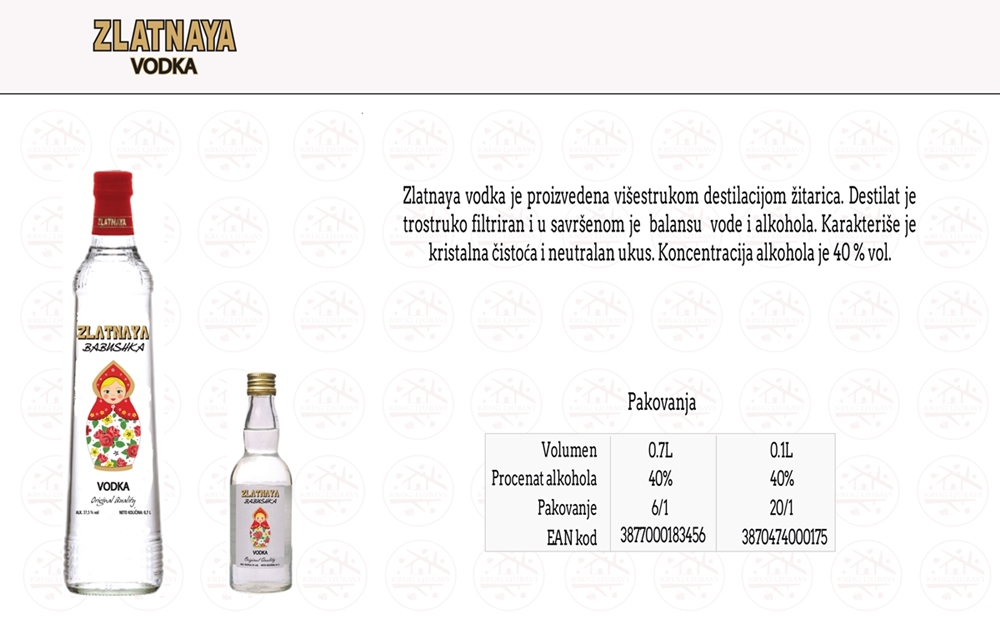 ZLATNAYA
VODKA
Zlatnaya vodka je proizvedena višestrukom destilacijom žitarica. Destilat je
trostruko filtriran i u savršenom je balansu vode i alkohola. Karakteriše je
kristalna čistoća i neutralan ukus. Koncentracija alkohola je 40 % vol.
ZLATNAYA
ZLATNAYA
BABUSHKA
VODKA
Original Quality
ALK. 37,5 % vol NETO KOLIČINA: 0,7 L
ZLATNAYA
BABUSHKA
VODKA
Original Quality
Pakovanja
Volumen 0.7L 0.1L
Procenat alkohola 40% 40%
Pakovanje 6/1 20/1
EAN kod 3877000183456 3870474000175